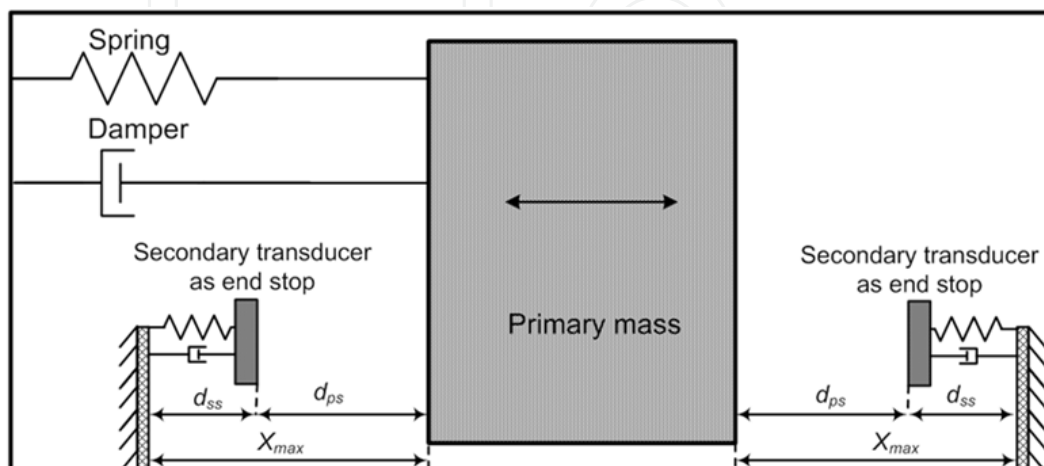 Spring
Damper
Secondary transducer
as end stop
Secondary transducer
as end stop
Primary mass
dss
dps
dps
dss
Xmax
Xmax